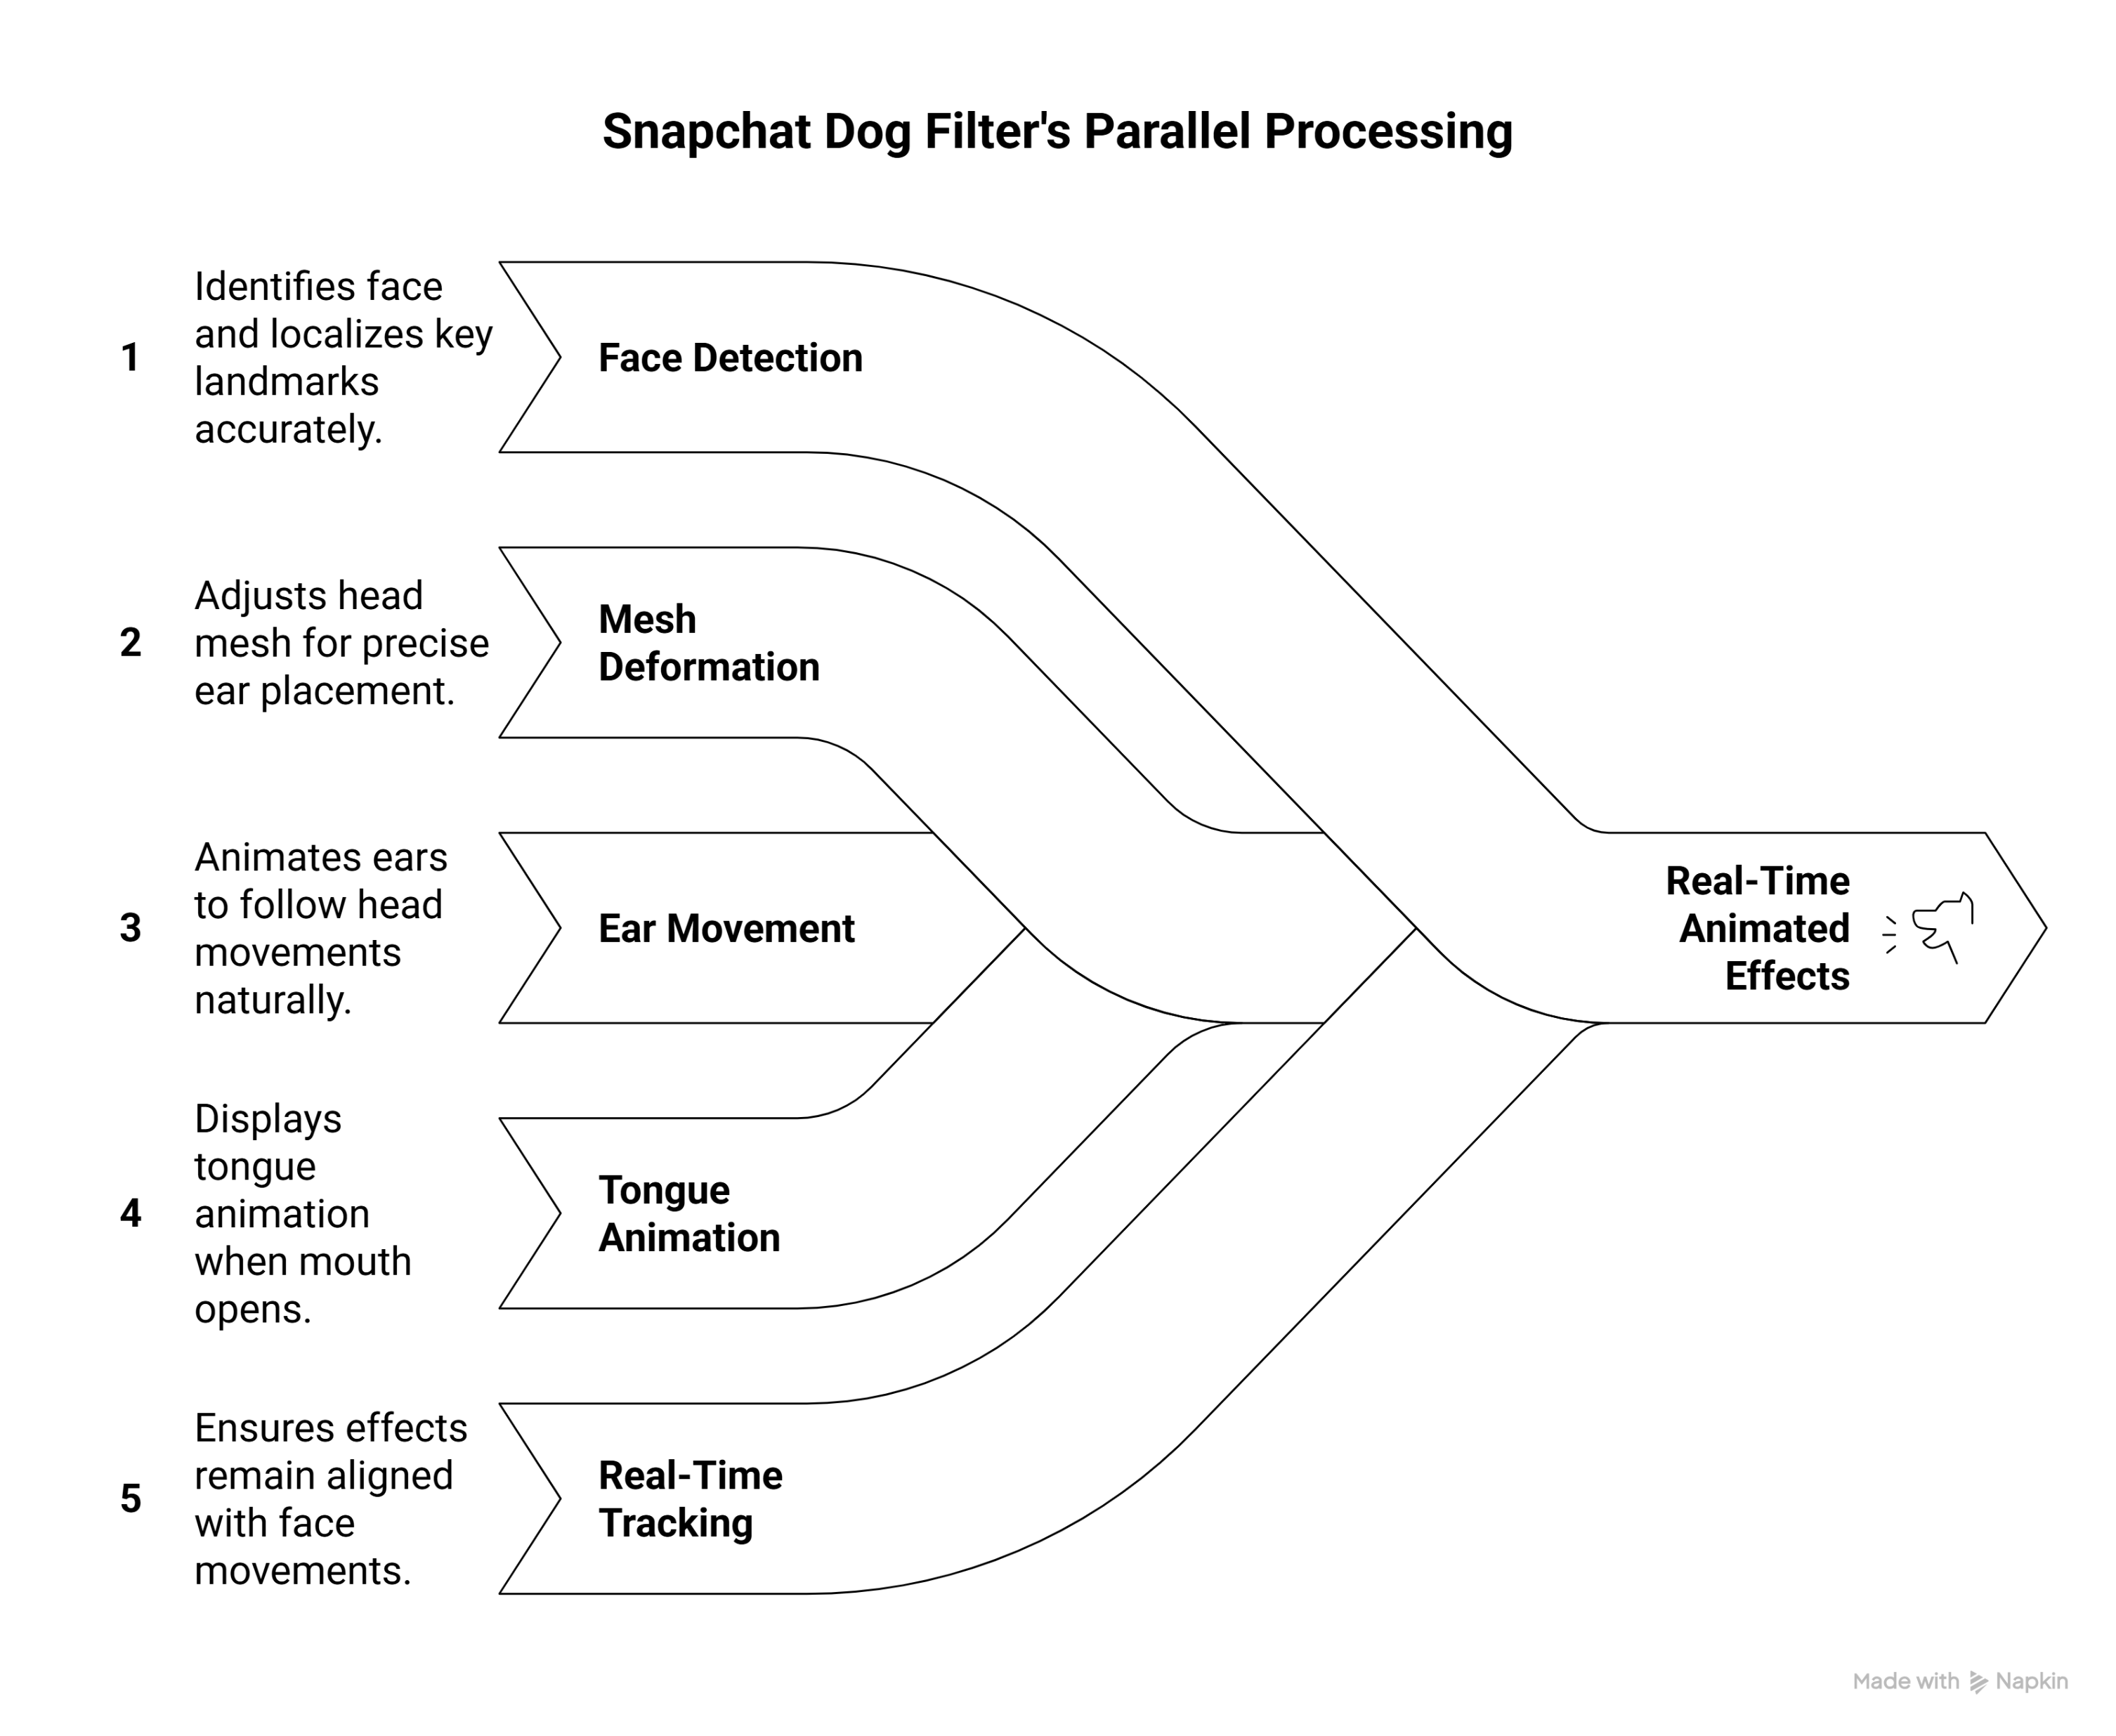 Snapchat Dog Filter's Parallel Processing
1
Identifies face
and localizes key
landmarks
accurately.
Face Detection
2
Adjusts head
mesh for precise
ear placement.
Mesh
Deformation
3
Animates ears
to follow head
movements
naturally.
Ear Movement
Real-Time
Animated
Effects
4
Displays
tongue
animation
when mouth
opens.
Tongue
Animation
5
Ensures effects
remain aligned
with face
movements.
Real-Time
Tracking
Made with Napkin